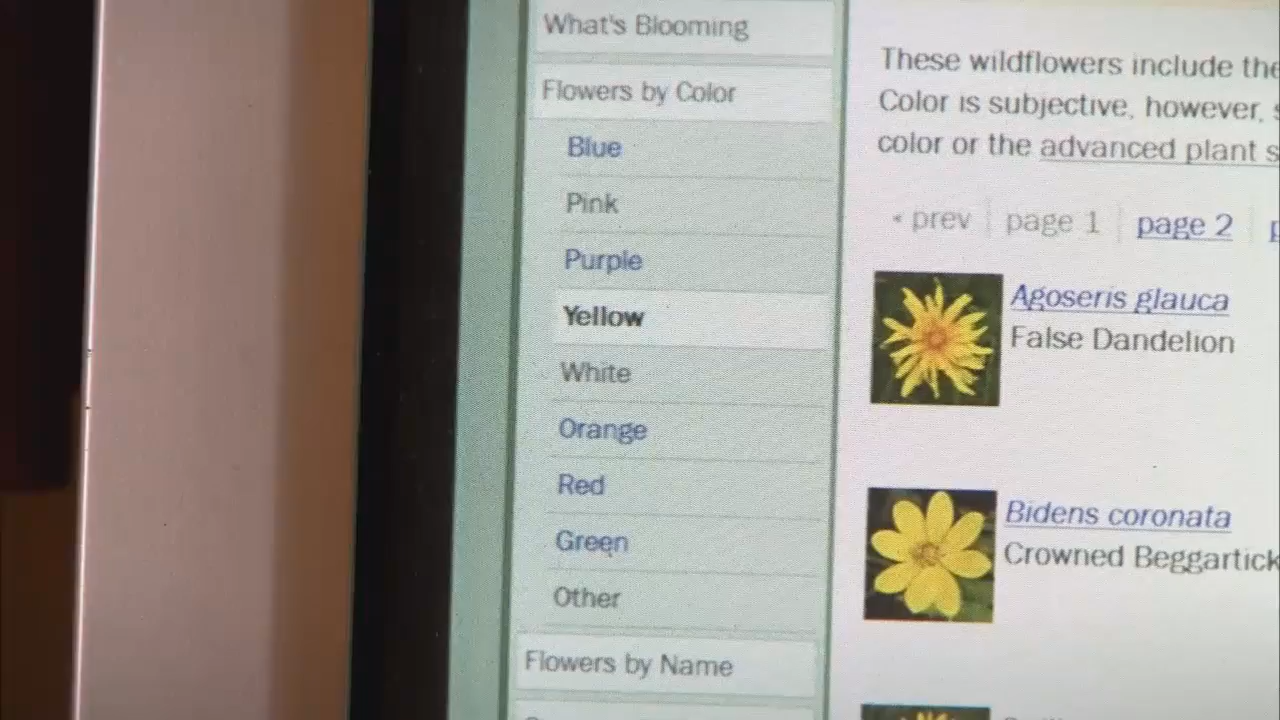 What's Blooming
Flowers by Color
Blue
Pink
Purple
Yellow
White
Orange
Red
Green
Other
Flowers by Name
These wildflowers include the
Color is subjective, however,
color or the advanced plant
prev page 1 page 2
Agoseris glauca
False Dandelion
Bidens coronata
Crowned Beggartick